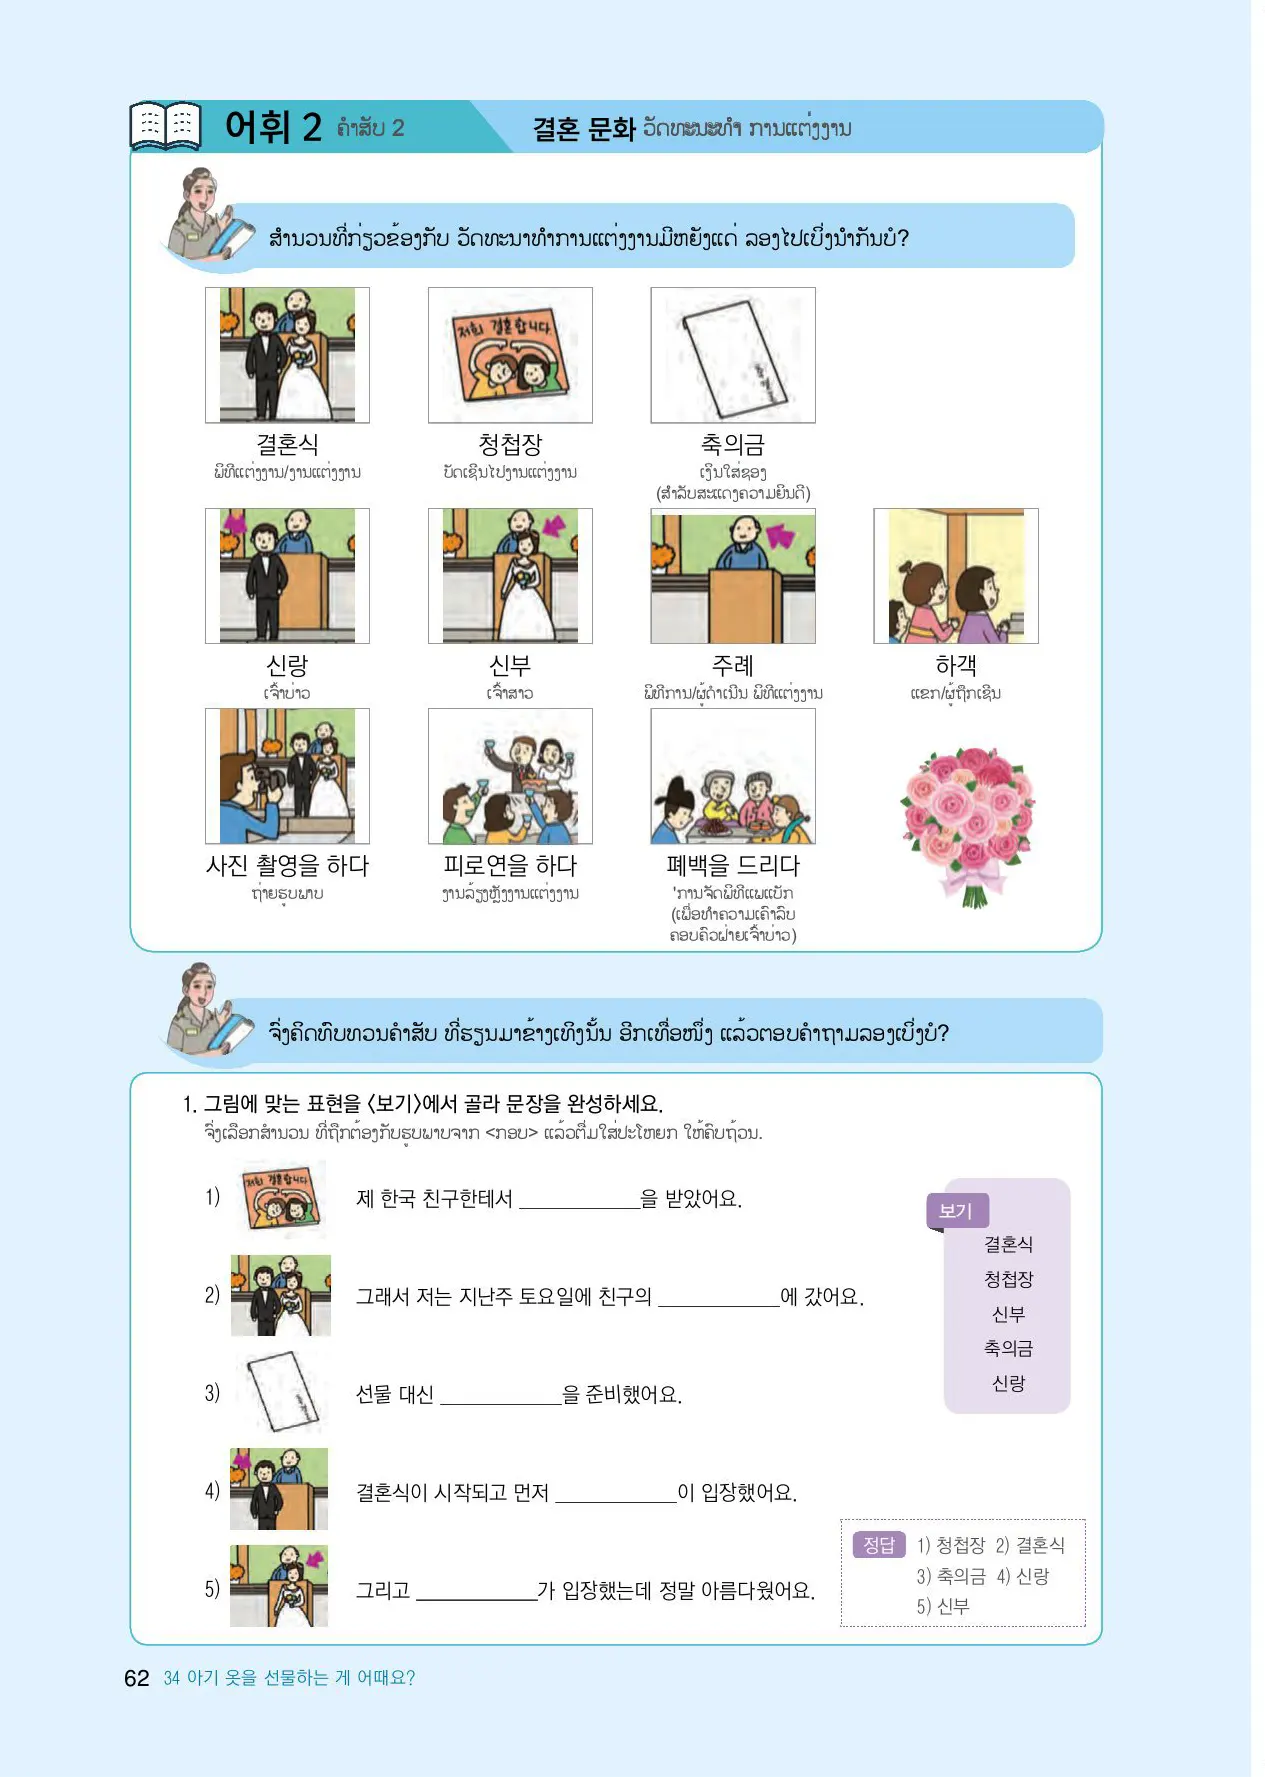 어휘 2 ຄຳສັບ 2 결혼 문화 ວັດທະນະທຳ ການແຕ່ງງານ
ສຳນວນທີ່ກ່ຽວຂ້ອງກັບ ວັດທະນາທຳການແຕ່ງງານມີຫຍັງແດ່ ລອງໄປເບິ່ງນຳກັນບໍ?
저희 결혼합니다
결혼식 청첩장 축의금
ພິທີແຕ່ງງານ/ງານແຕ່ງງານ ບັດເຊີນໄປງານແຕ່ງງານ ເງິນໃສ່ຊອງ
(ສຳລັບສະແດງຄວາມຍິນດີ)
신랑 신부 주례 하객
ເຈົ້າບ່າວ ເຈົ້າສາວ ພິທີການ/ຜູ້ດຳເນີນ ພິທີແຕ່ງງານ ແຂກ/ຜູ້ຖືກເຊີນ
사진 촬영을 하다 피로연을 하다 폐백을 드리다
ຖ່າຍຮູບພາບ ງານລ້ຽງຫຼັງງານແຕ່ງງານ 'ການຈັດພິທີແພແບັກ
(ເພື່ອທຳຄວາມເຄົາລົບ
ຄອບຄົວຝ່າຍເຈົ້າບ່າວ)
ຈົ່ງຄິດທົບທວນຄຳສັບ ທີ່ຮຽນມາຂ້າງເທິງນັ້ນ ອີກເທື່ອໜຶ່ງ ແລ້ວຕອບຄຳຖາມລອງເບິ່ງບໍ?
1. 그림에 맞는 표현을 〈보기〉에서 골라 문장을 완성하세요.
ຈົ່ງເລືອກສຳນວນ ທີ່ຖືກຕ້ອງກັບຮູບພາບຈາກ <ກອບ> ແລ້ວຕື່ມໃສ່ປະໂຫຍກ ໃຫ້ຄົບຖ້ວນ.
1) 저희 결혼합니다 제 한국 친구한테서 ____________을 받았어요.
2) 그래서 저는 지난주 토요일에 친구의 ____________에 갔어요.
3) 선물 대신 ____________을 준비했어요.
4) 결혼식이 시작되고 먼저 ____________이 입장했어요.
5) 그리고 ____________가 입장했는데 정말 아름다웠어요.
보기
결혼식
청첩장
신부
축의금
신랑
정답 1) 청첩장 2) 결혼식
3) 축의금 4) 신랑
5) 신부
62 34 아기 옷을 선물하는 게 어때요?